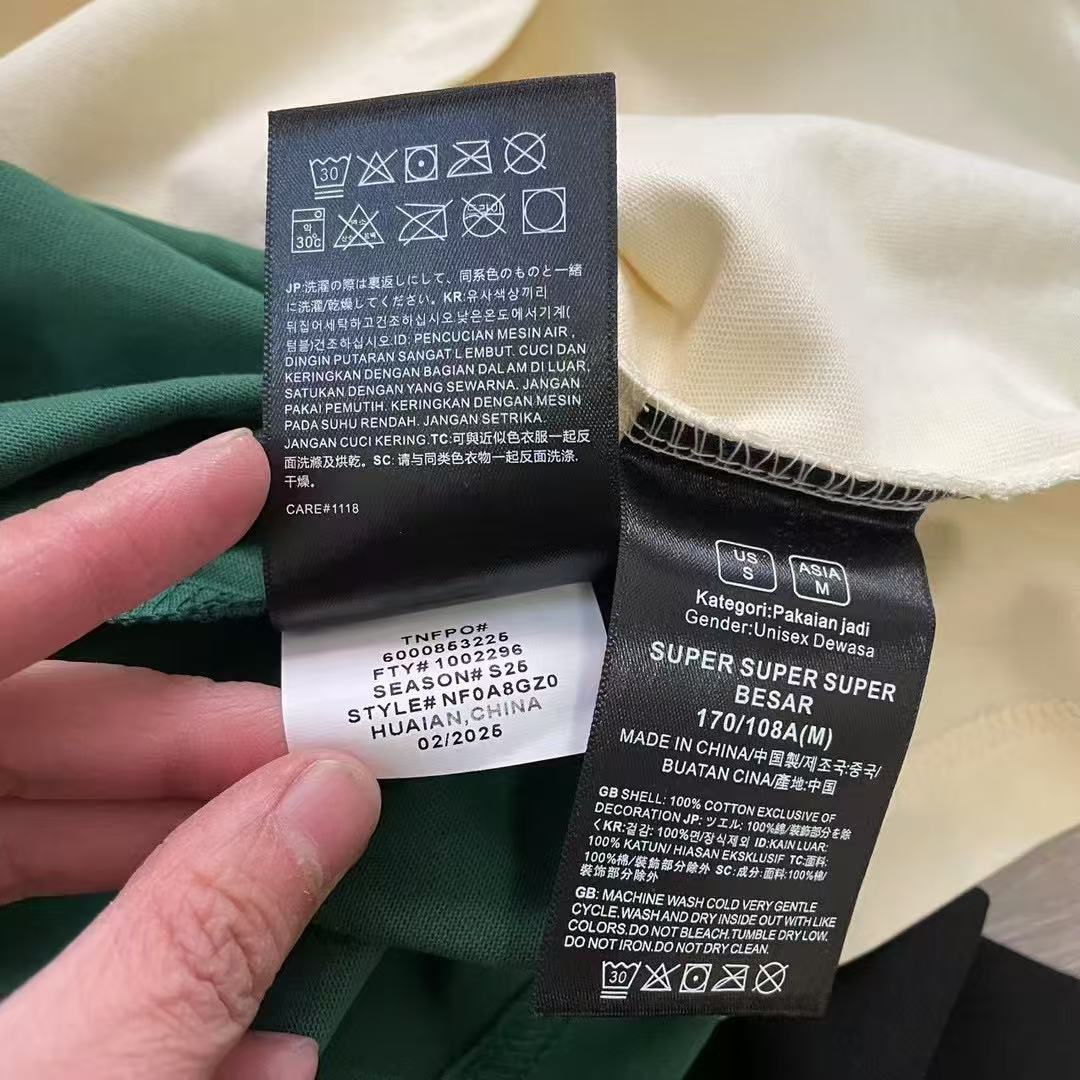 30
약
30℃
염소
산소표백
드라이
JP:洗濯の際は裏返しにして、同系色のものと一緒
に洗濯/乾燥してください。KR:유사색상끼리
뒤집어세탁하고건조하십시오.낮은온도에서기계(
텀블)건조하십시오.ID: PENCUCIAN MESIN AIR
DINGIN PUTARAN SANGAT LEMBUT. CUCI DAN
KERINGKAN DENGAN BAGIAN DALAM DI LUAR,
SATUKAN DENGAN YANG SEWARNA. JANGAN
PAKAI PEMUTIH. KERINGKAN DENGAN MESIN
PADA SUHU RENDAH. JANGAN SETRIKA.
JANGAN CUCI KERING.TC:可與近似色衣服一起反
面洗滌及烘乾。SC:请与同类色衣物一起反面洗涤,
干燥。
CARE#1118
TNFPO#
6000853225
FTY# 1002296
SEASON# S25
STYLE# NF0A8GZ0
HUAIAN,CHINA
02/2025
US
S
ASIA
M
Kategori:Pakaian jadi
Gender:Unisex Dewasa
SUPER SUPER SUPER
BESAR
170/108A(M)
MADE IN CHINA/中国製/제조국:중국/
BUATAN CINA/產地:中国
GB SHELL: 100% COTTON EXCLUSIVE OF
DECORATION JP: ツエル: 100%綿/裝飾部分を除
く KR:겉감: 100%면/장식제외 ID:KAIN LUAR:
100% KATUN/ HIASAN EKSKLUSIF TC:面料:
100%棉/裝飾部分除外 SC:成分:面料:100%棉/
裝饰部分除外
GB: MACHINE WASH COLD VERY GENTLE
CYCLE.WASH AND DRY INSIDE OUT WITH LIKE
COLORS.DO NOT BLEACH.TUMBLE DRY LOW.
DO NOT IRON.DO NOT DRY CLEAN.
30